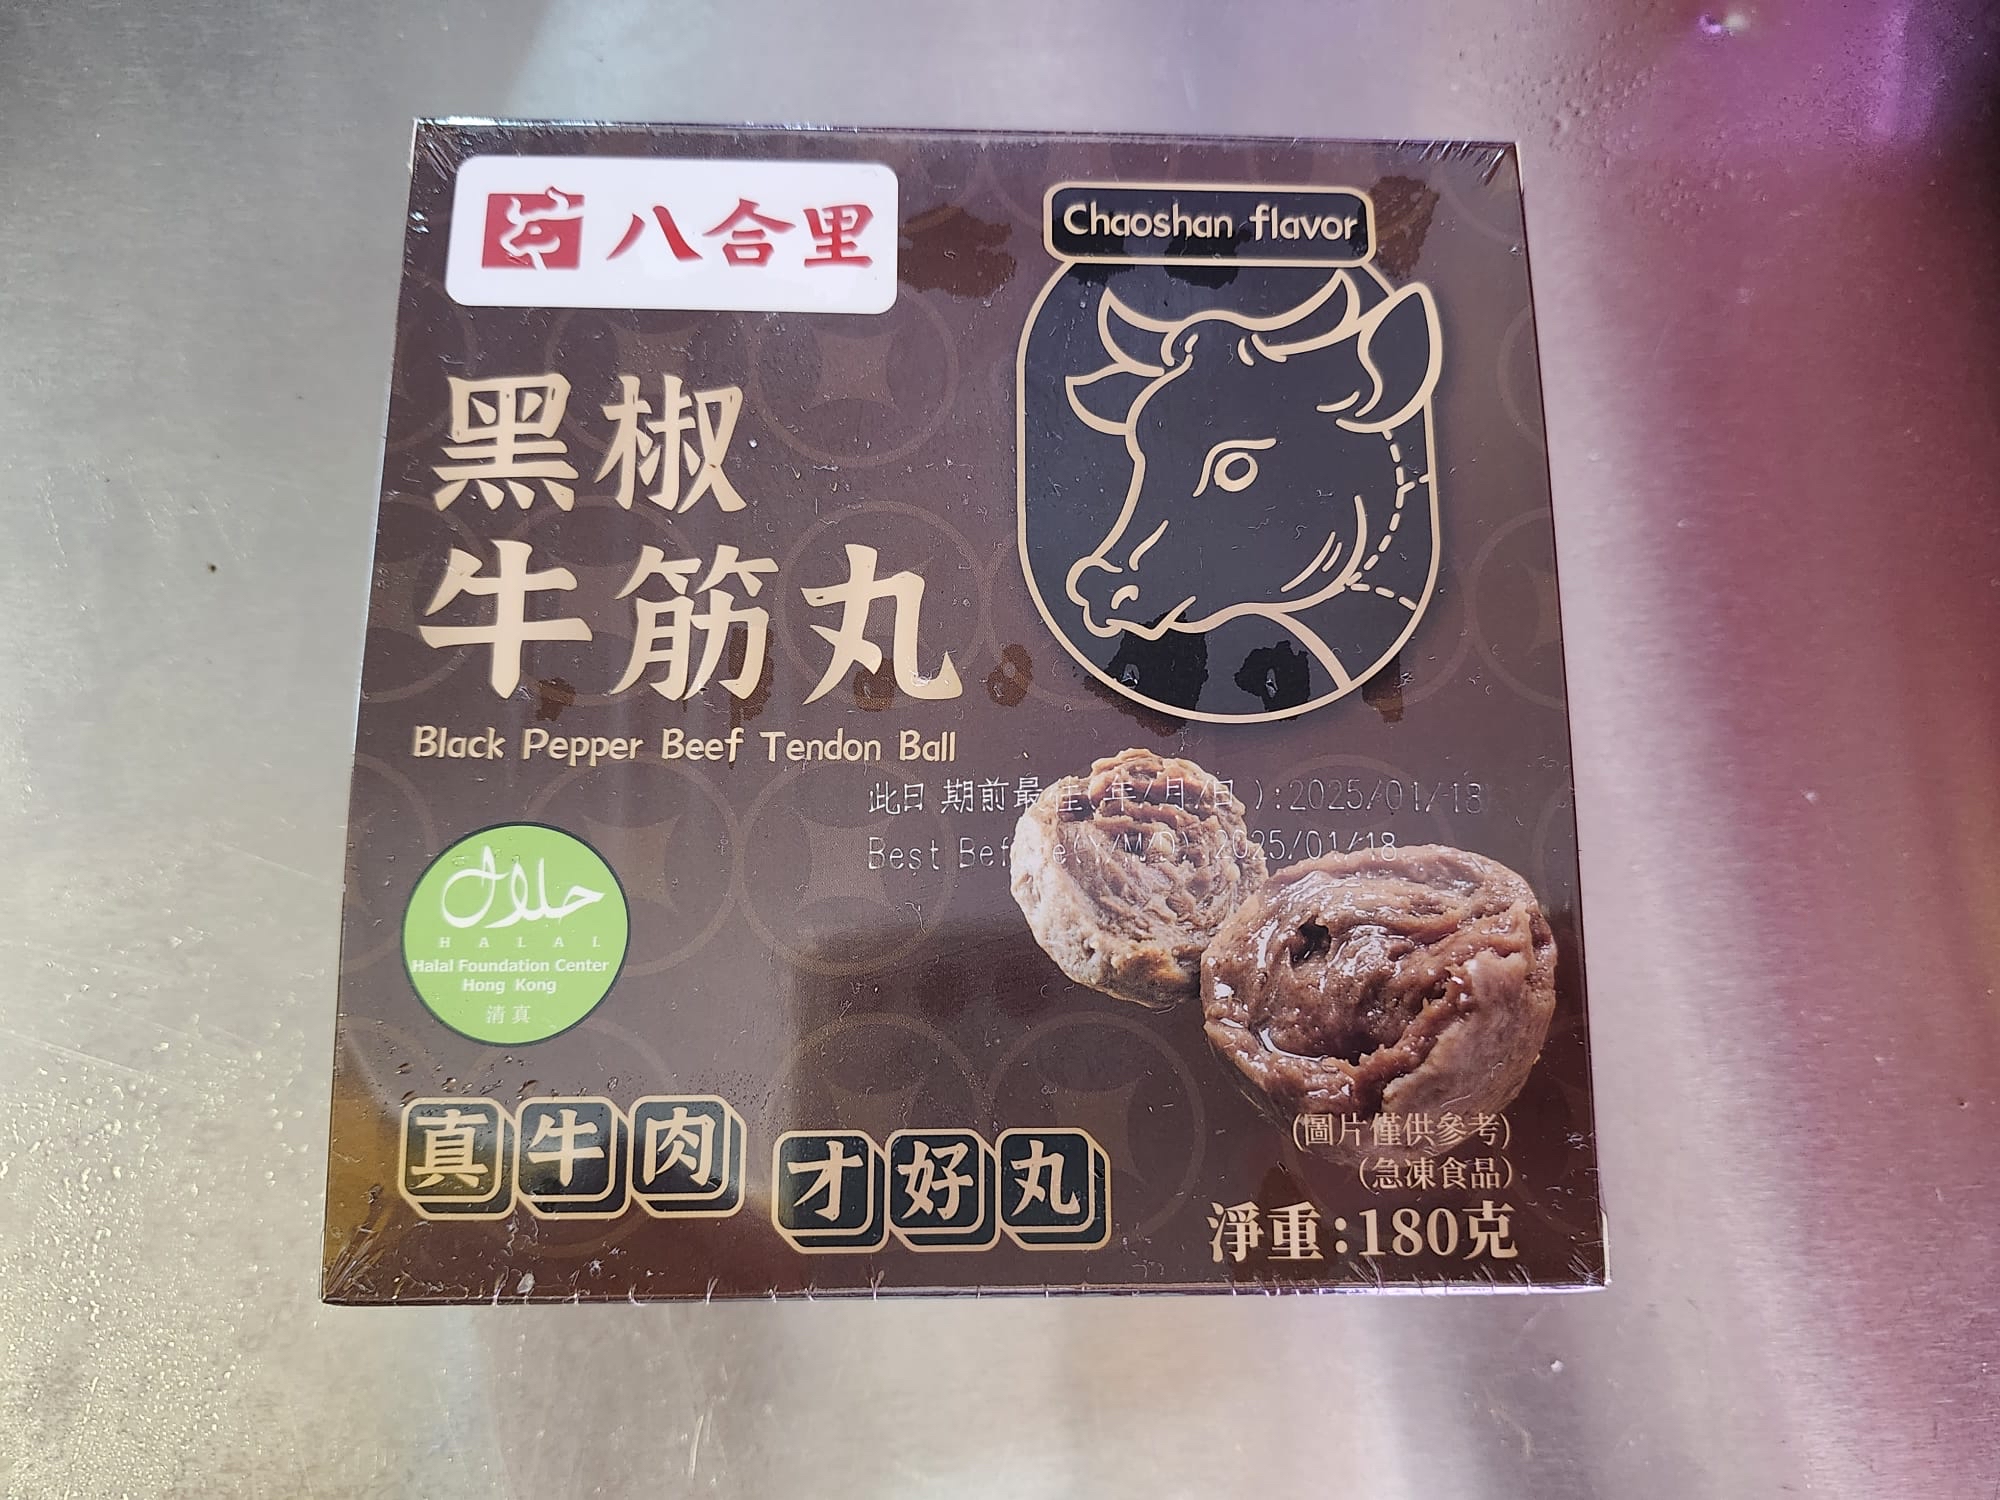 八合里
Chaoshan flavor
黑椒
牛筋丸
Black Pepper Beef Tendon Ball
此日期前最佳(年/月/日):2025/01/18
Best Before(Y/M/D):2025/01/18
حلال
HALAL
Halal Foundation Center
Hong Kong
清真
真牛肉
才好丸
(圖片僅供參考)
(急凍食品)
淨重:180克